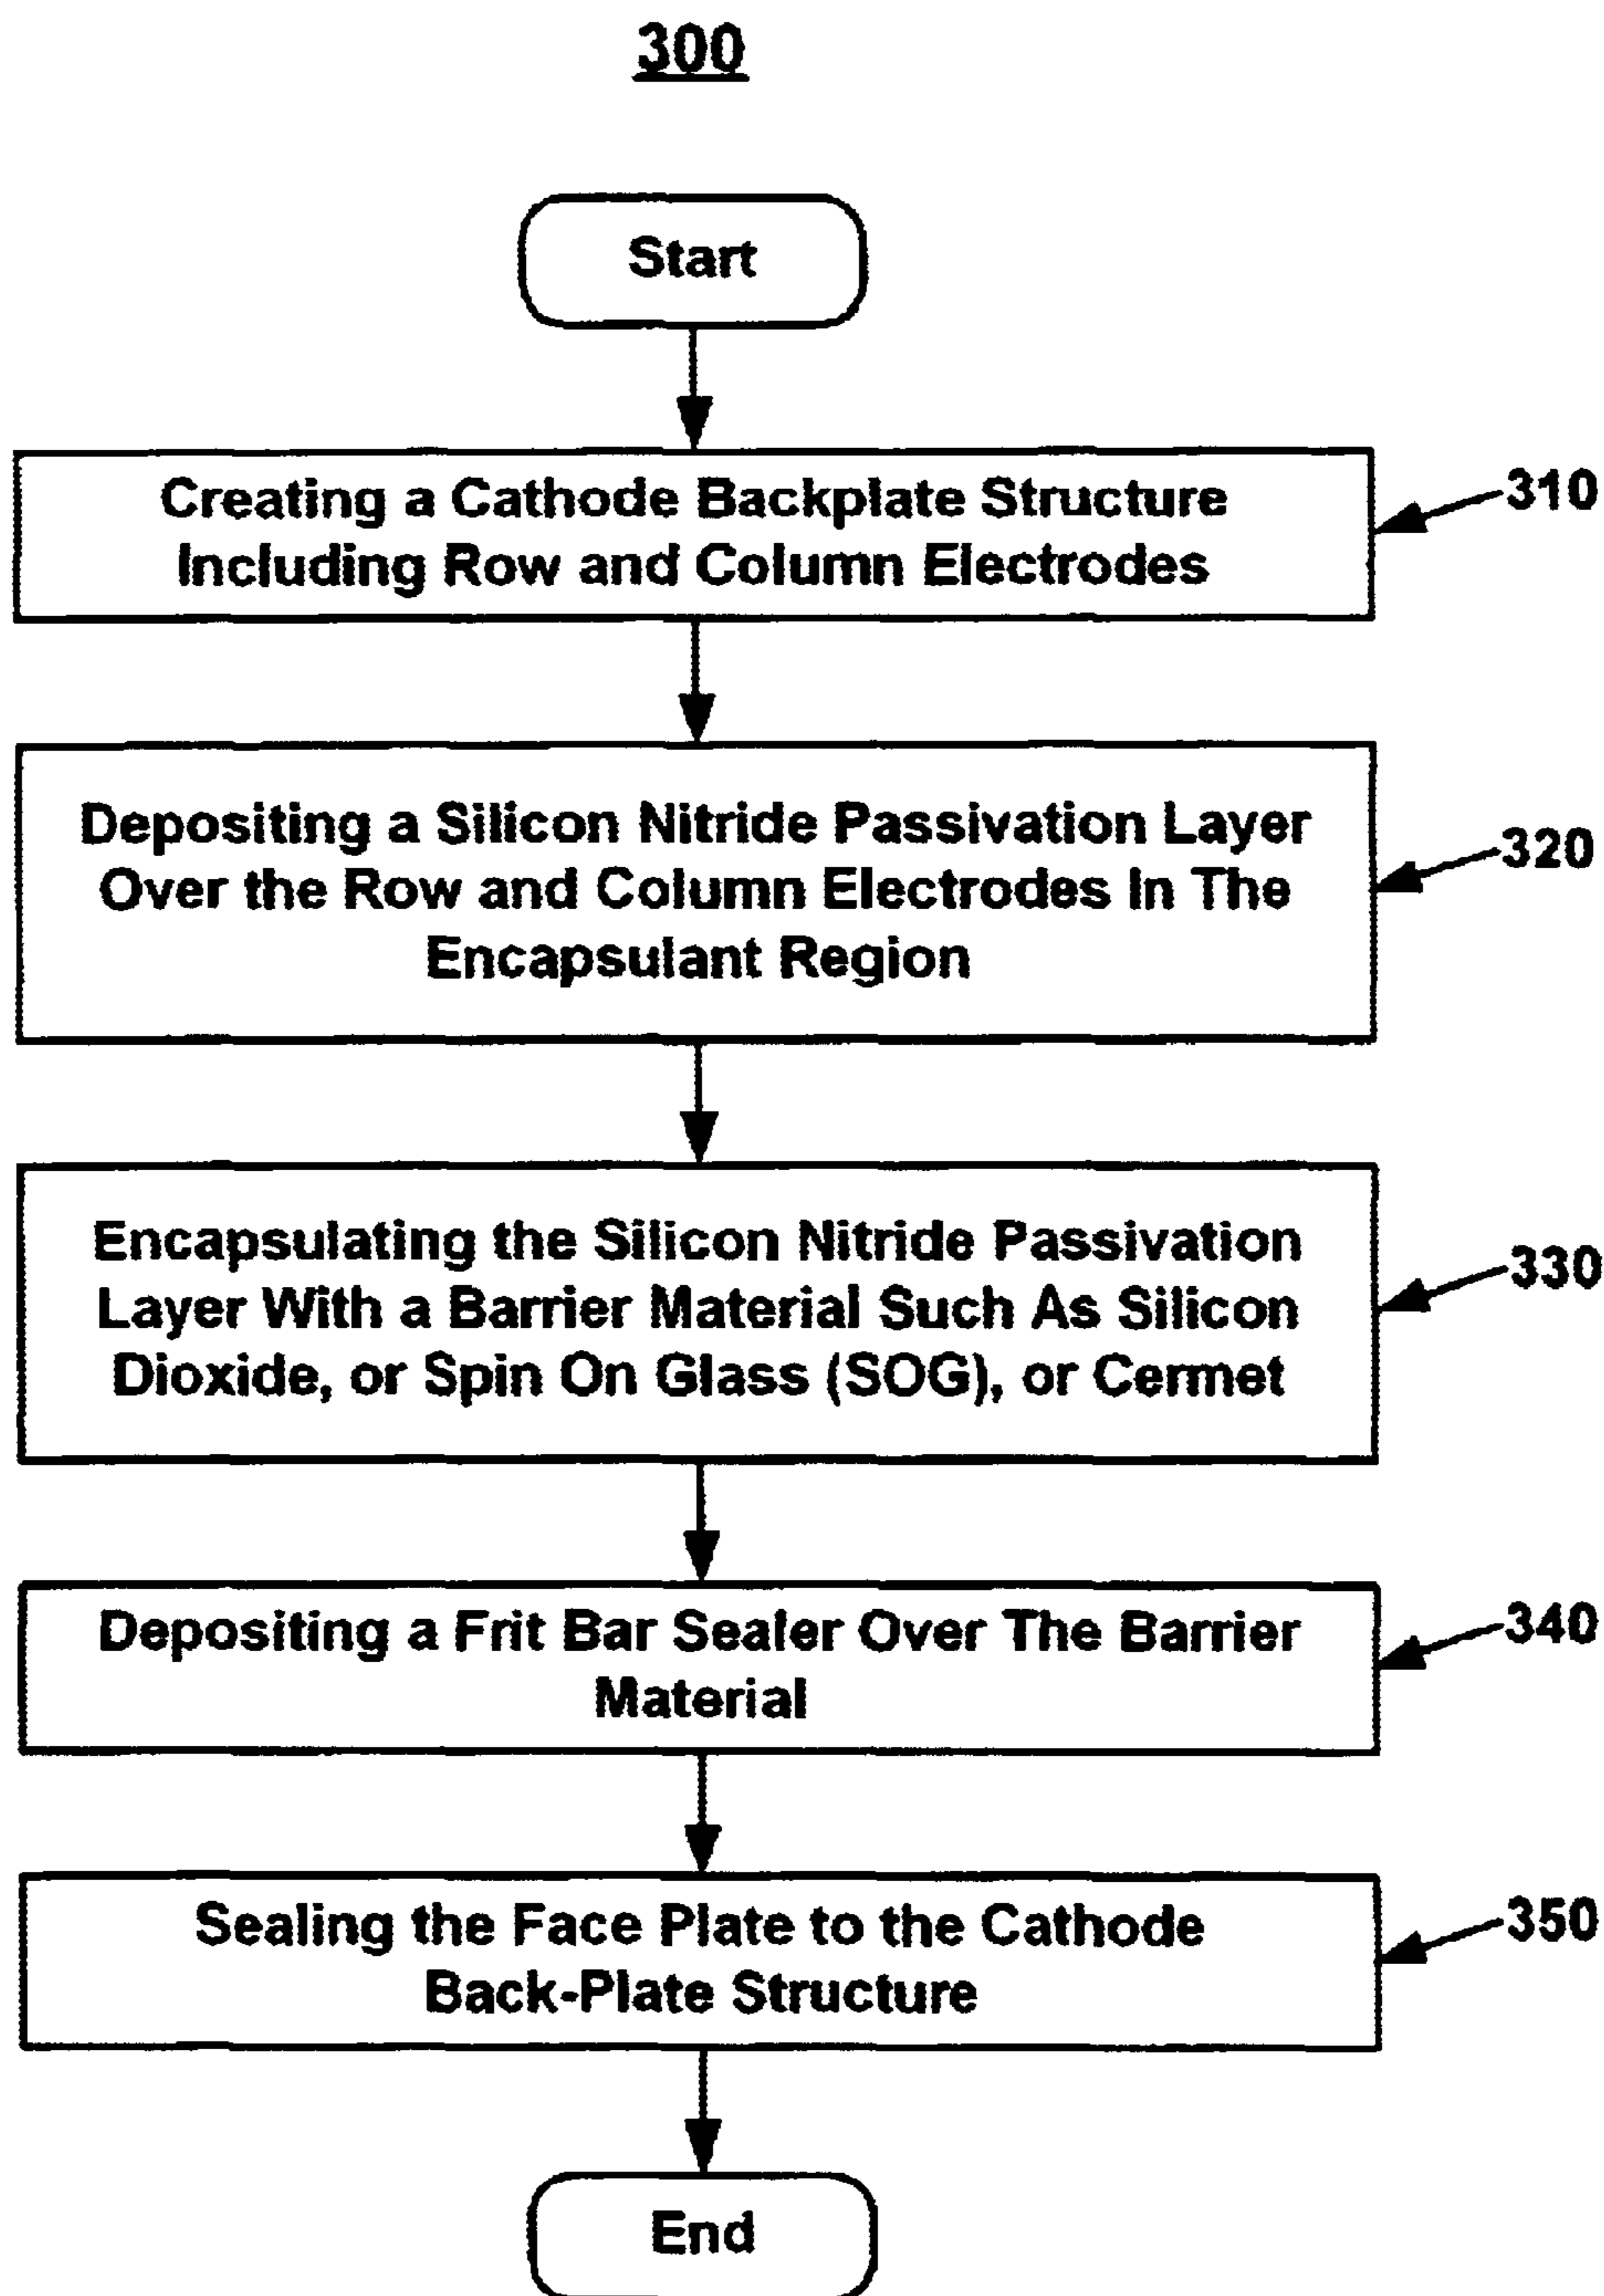 300
Start
Creating a Cathode Backplate Structure
Including Row and Column Electrodes
310
Depositing a Silicon Nitride Passivation Layer
Over the Row and Column Electrodes In The
Encapsulant Region
320
Encapsulating the Silicon Nitride Passivation
Layer With a Barrier Material Such As Silicon
Dioxide, or Spin On Glass (SOG), or Cermet
330
Depositing a Frit Bar Sealer Over The Barrier
Material
340
Sealing the Face Plate to the Cathode
Back-Plate Structure
350
End